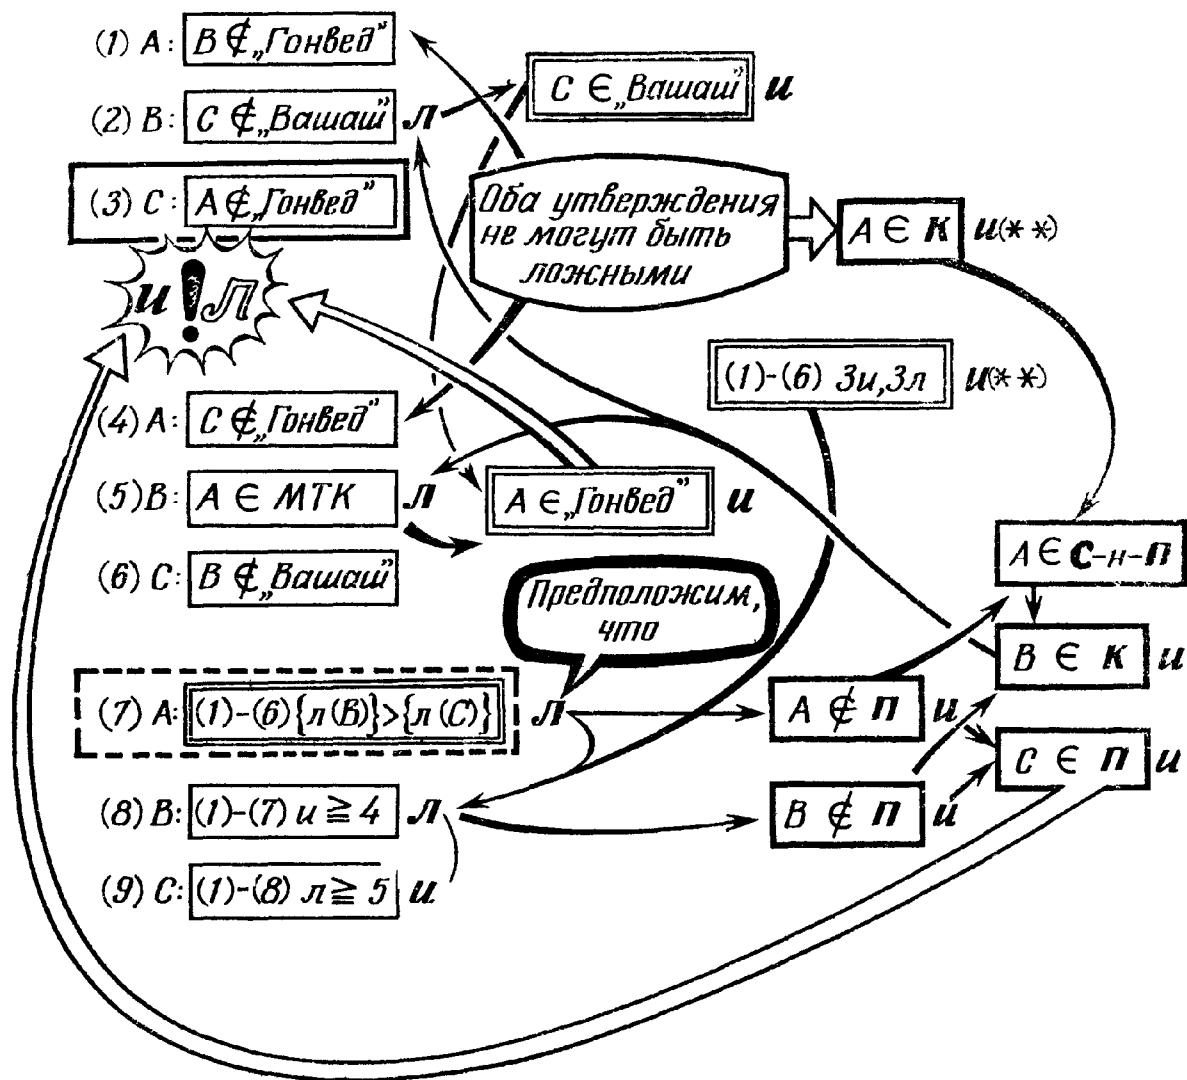 (1) A: B ∉ „Гонвед”
(2) B: C ∉ „Вашаш” л
C ∈ „Вашаш” и
(3) C: A ∉ „Гонвед”
и ! л
Оба утверждения
не могут быть
ложными
A ∈ К и(**)
(1)-(6) 3и, 3л и(**)
(4) A: C ∉ „Гонвед”
(5) B: A ∈ МТК л
A ∈ „Гонвед” и
(6) C: B ∉ „Вашаш”
A ∈ С-н-П
Предположим,
что
B ∈ К и
(7) A: (1)-(6) {л(B)} > {л(C)} л
A ∉ П и
C ∈ П и
(8) B: (1)-(7) и ≧ 4 л
B ∉ П и
(9) C: (1)-(8) л ≧ 5 и